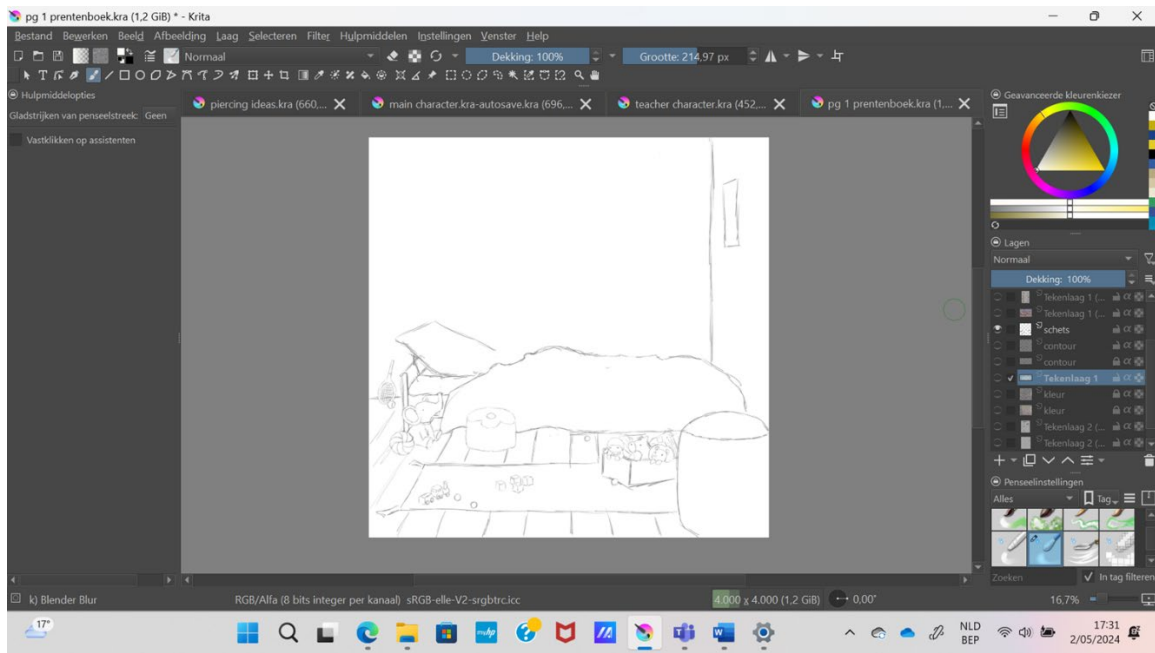 pg 1 prentenboek.kra (1,2 GiB) * - Krita
Bestand Bewerken Beeld Afbeelding Laag Selecteren Filter Hulpmiddelen Instellingen Venster Help
Normaal Dekking: 100% Grootte: 214,97 px
Hulpmiddelopties
Gladstrijken van penseelstreek: Geen
Vastklikken op assistenten
piercing ideas.kra (660,... main character.kra-autosave.kra (696,... teacher character.kra (452,... pg 1 prentenboek.kra (1,...
Geavanceerde kleurenkiezer
Lagen
Normaal
Dekking: 100%
Tekenlaag 1 (...
Tekenlaag 1 (...
schets
contour
contour
Tekenlaag 1
kleur
kleur
Tekenlaag 2 (...
Tekenlaag 2 (...
Penseelinstellingen
Alles Tag
Zoeken In tag filteren
k) Blender Blur RGB/Alfa (8 bits integer per kanaal) sRGB-elle-V2-srgbtrc.icc 4.000 x 4.000 (1,2 GiB) 0,00° 16,7%
17° myhp NLD BEP 17:31 2/05/2024